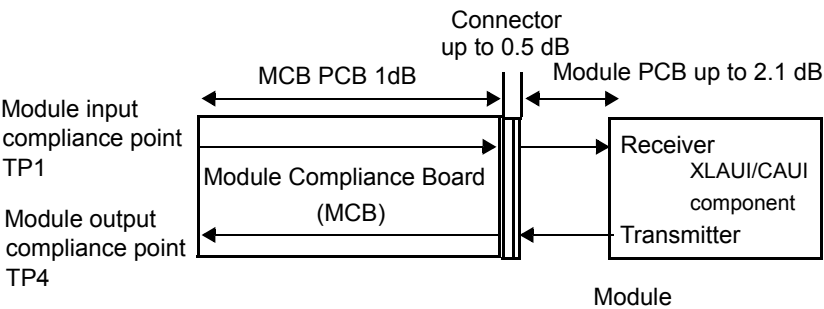 Connector
up to 0.5 dB
MCB PCB 1dB
Module PCB up to 2.1 dB
Module input
compliance point
TP1
Module Compliance Board
(MCB)
Module output
compliance point
TP4
Receiver
XLAUI/CAUI
component
Transmitter
Module